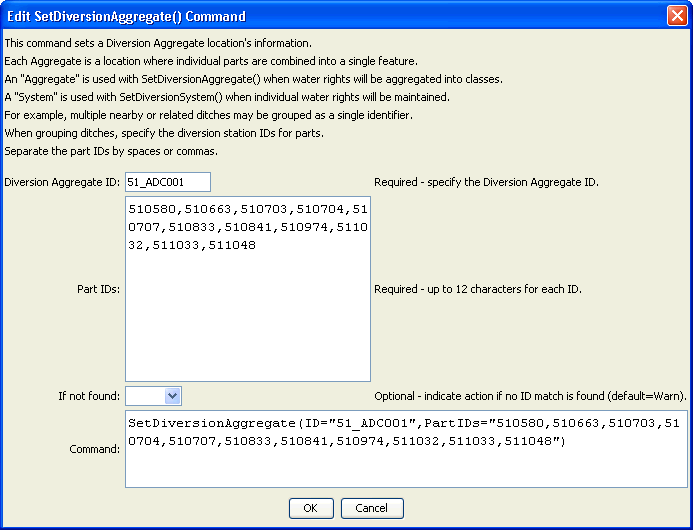 Edit SetDiversionAggregate() Command
This command sets a Diversion Aggregate location's information.
Each Aggregate is a location where individual parts are combined into a single feature.
An "Aggregate" is used with SetDiversionAggregate() when water rights will be aggregated into classes.
A "System" is used with SetDiversionSystem() when individual water rights will be maintained.
For example, multiple nearby or related ditches may be grouped as a single identifier.
When grouping ditches, specify the diversion station IDs for parts.
Separate the part IDs by spaces or commas.
Diversion Aggregate ID: 51_ADC001 Required - specify the Diversion Aggregate ID.
510580,510663,510703,510704,51
0707,510833,510841,510974,5110
32,511033,511048
Part IDs: Required - up to 12 characters for each ID.
If not found: Optional - indicate action if no ID match is found (default=Warn).
SetDiversionAggregate(ID="51_ADC001",PartIDs="510580,510663,510703,51
0704,510707,510833,510841,510974,511032,511033,511048")
Command:
OK Cancel